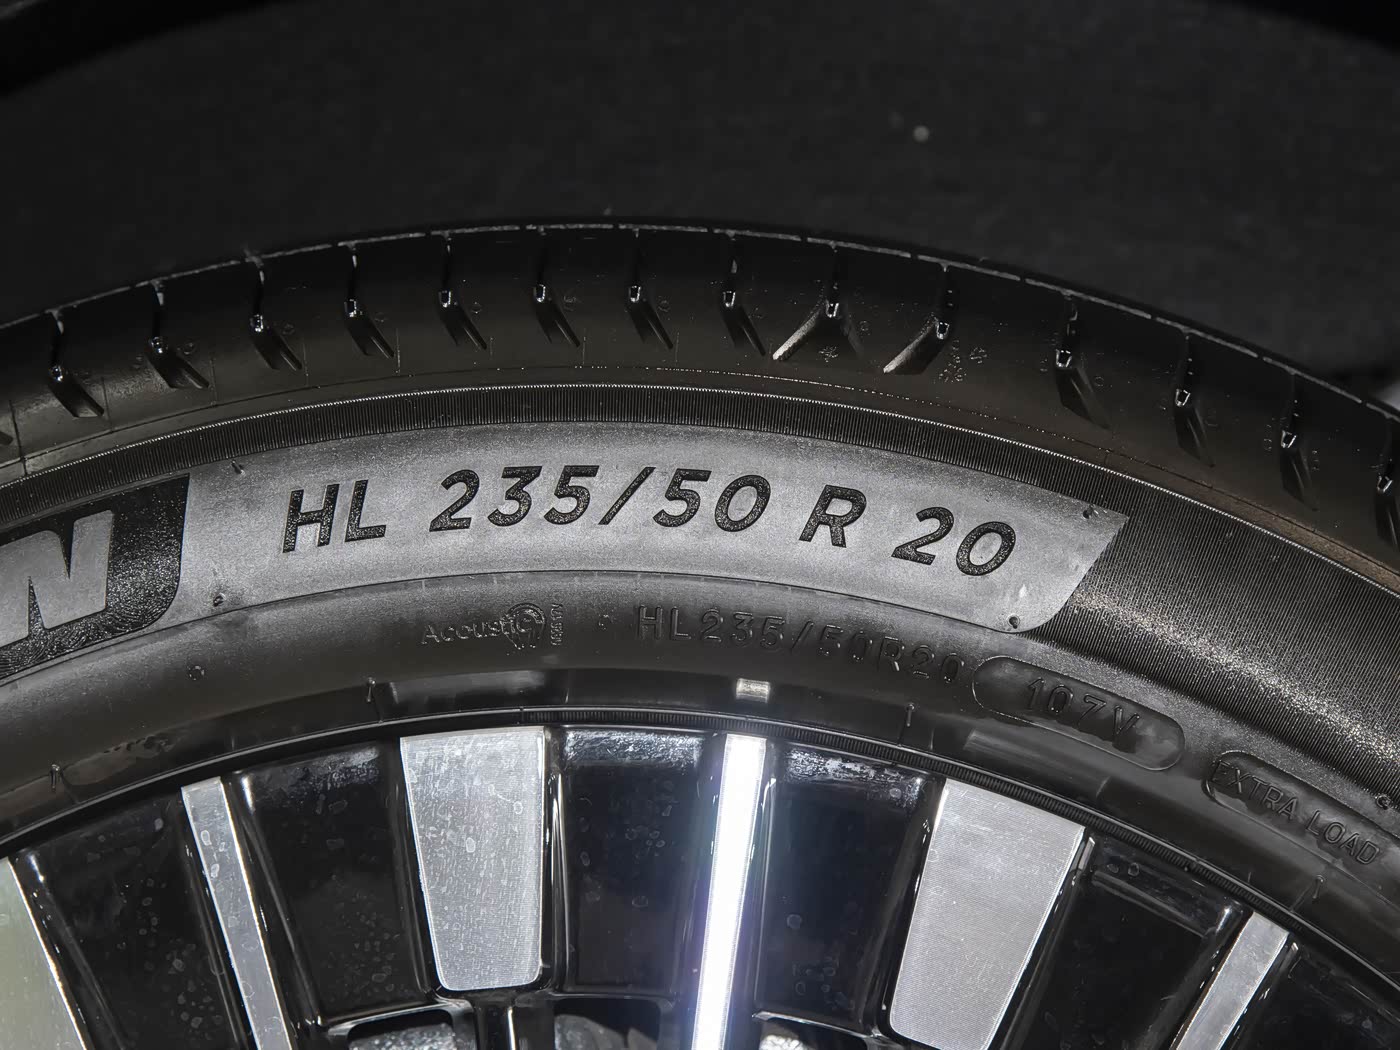 N
HL 235/50 R 20
Acoustic HL235/50R20 107V
EXTRA LOAD